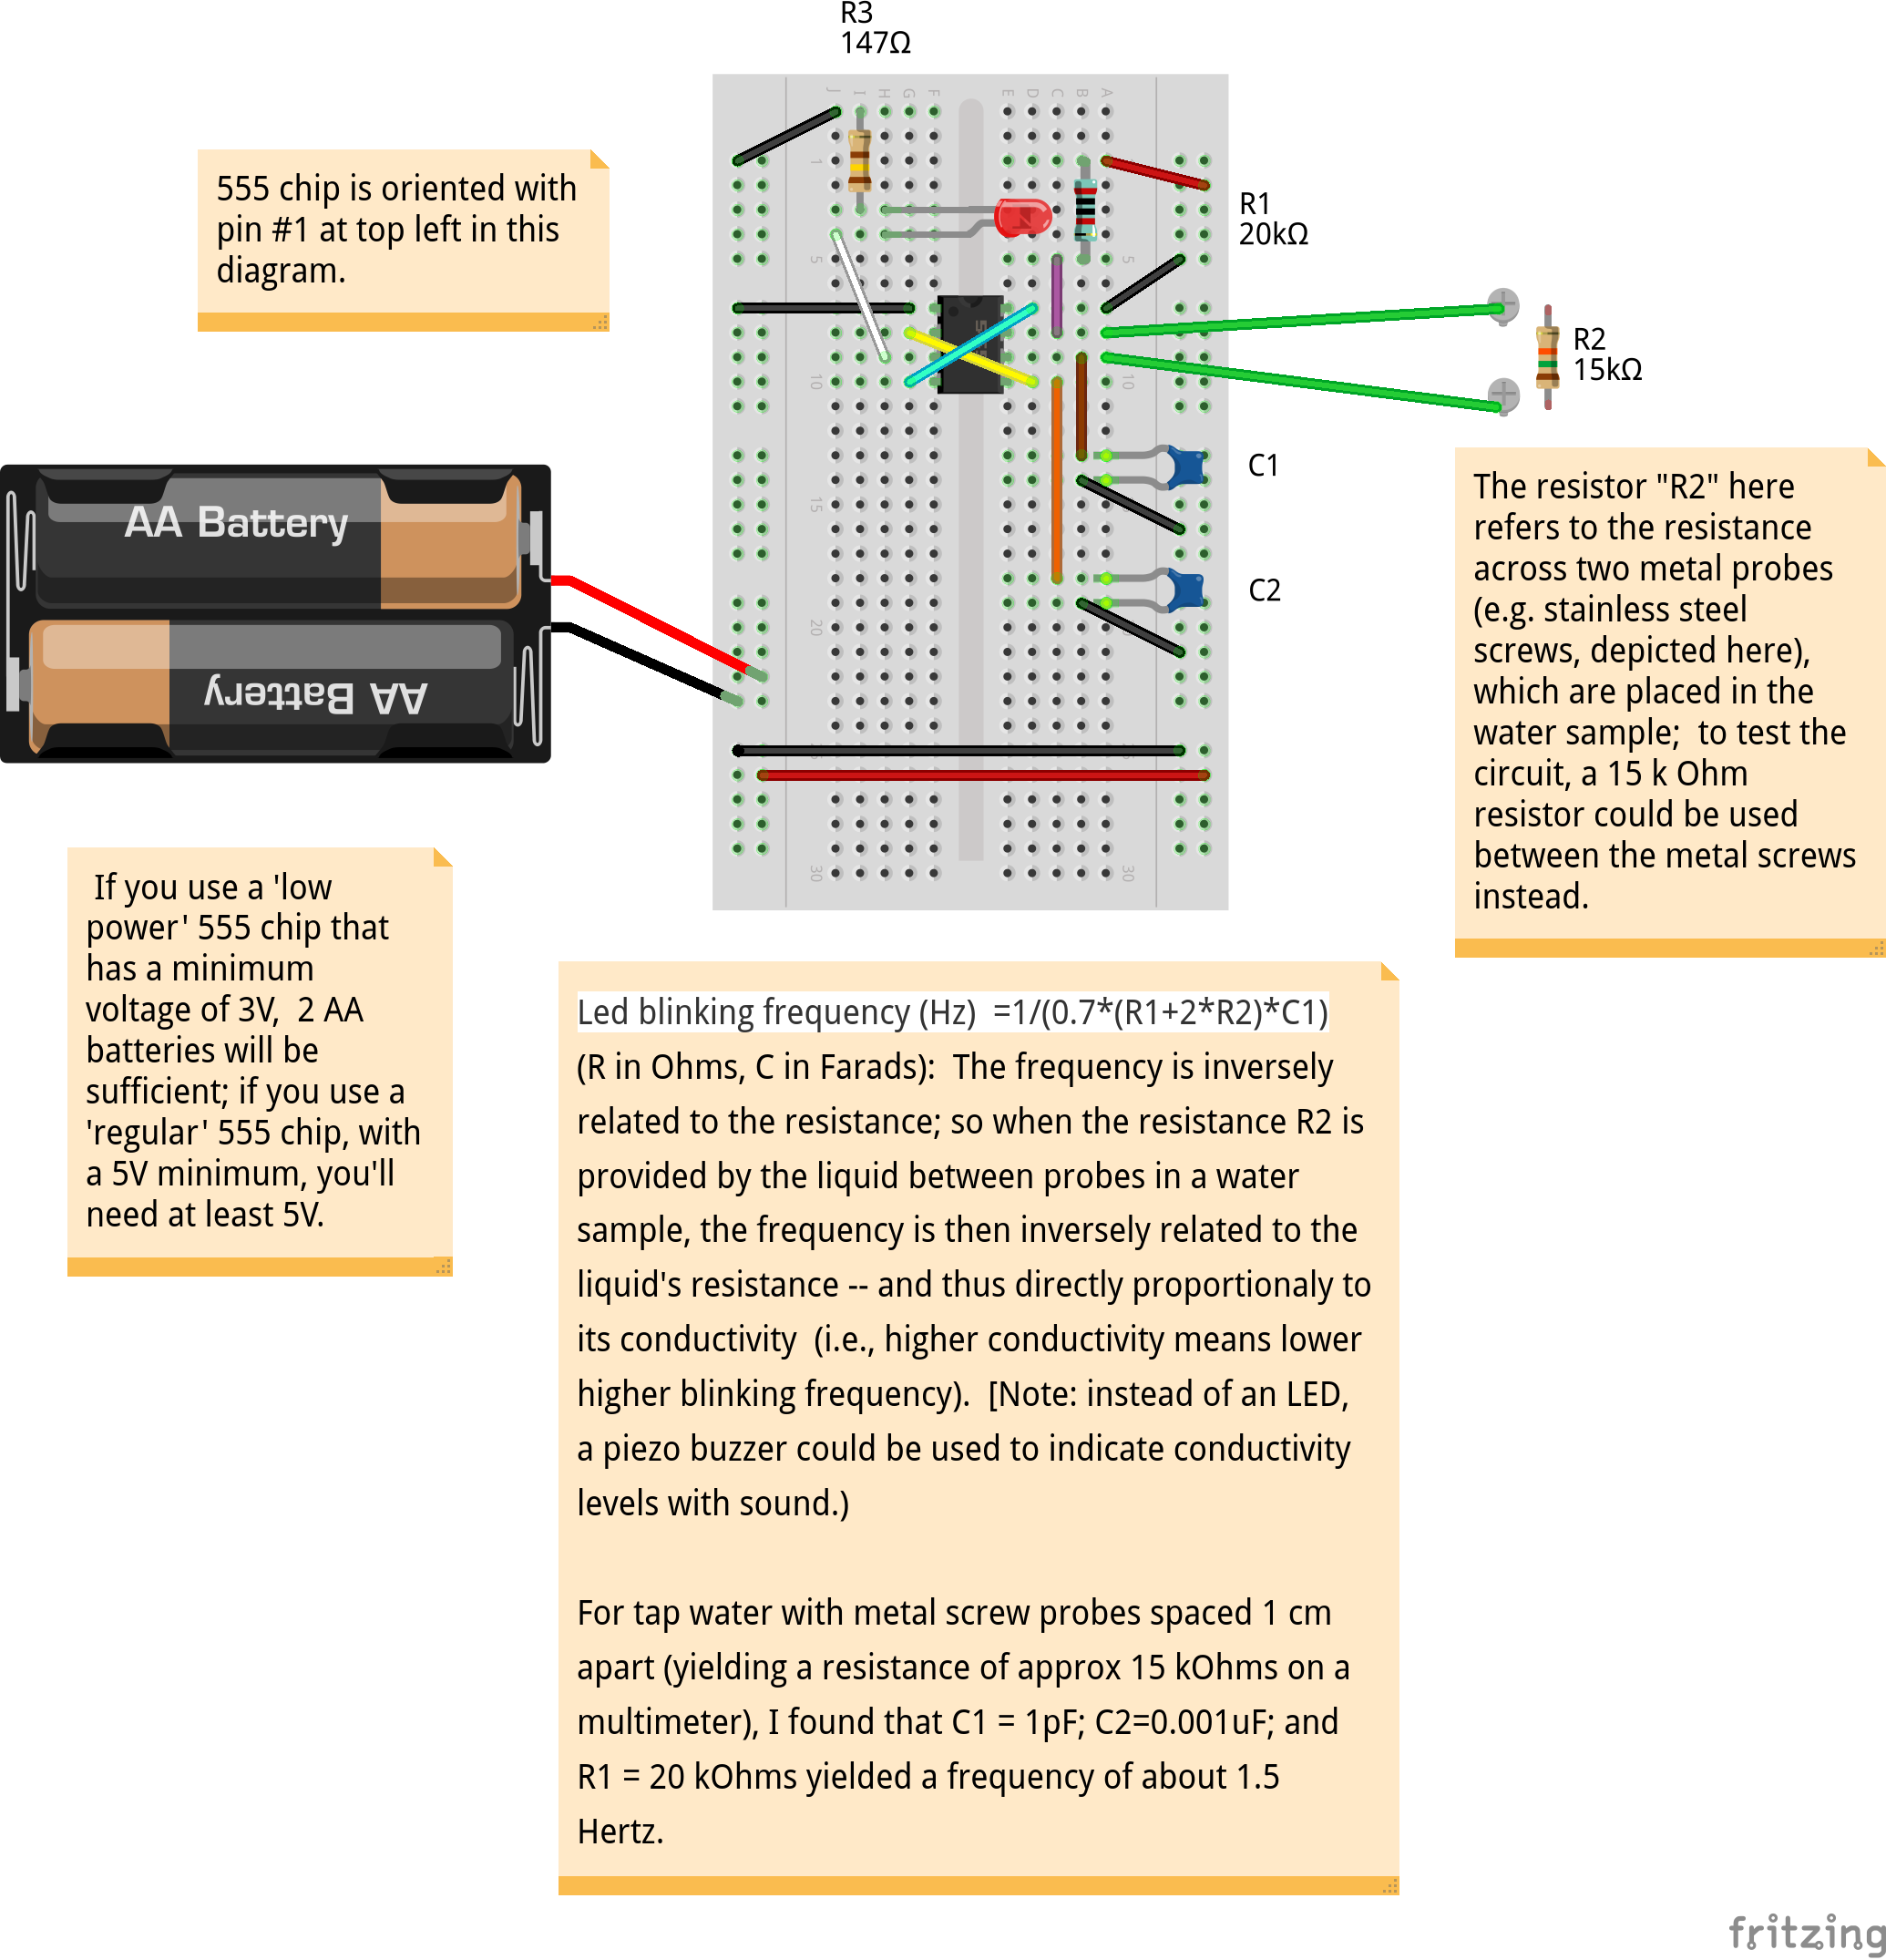 R3
147Ω
J I H G F E D C B A
1
555 chip is oriented with
pin #1 at top left in this
diagram.
R1
20kΩ
5 5
R2
15kΩ
10 10
C1
15
C2
20
30 30
AA Battery
AA Battery
The resistor "R2" here
refers to the resistance
across two metal probes
(e.g. stainless steel
screws, depicted here),
which are placed in the
water sample;  to test the
circuit, a 15 k Ohm
resistor could be used
between the metal screws
instead.
If you use a 'low
power' 555 chip that
has a minimum
voltage of 3V,  2 AA
batteries will be
sufficient; if you use a
'regular' 555 chip, with
a 5V minimum, you'll
need at least 5V.
Led blinking frequency (Hz)  =1/(0.7*(R1+2*R2)*C1)
(R in Ohms, C in Farads):  The frequency is inversely
related to the resistance; so when the resistance R2 is
provided by the liquid between probes in a water
sample, the frequency is then inversely related to the
liquid's resistance -- and thus directly proportionaly to
its conductivity  (i.e., higher conductivity means lower
higher blinking frequency).  [Note: instead of an LED,
a piezo buzzer could be used to indicate conductivity
levels with sound.)
For tap water with metal screw probes spaced 1 cm
apart (yielding a resistance of approx 15 kOhms on a
multimeter), I found that C1 = 1pF; C2=0.001uF; and
R1 = 20 kOhms yielded a frequency of about 1.5
Hertz.
fritzing